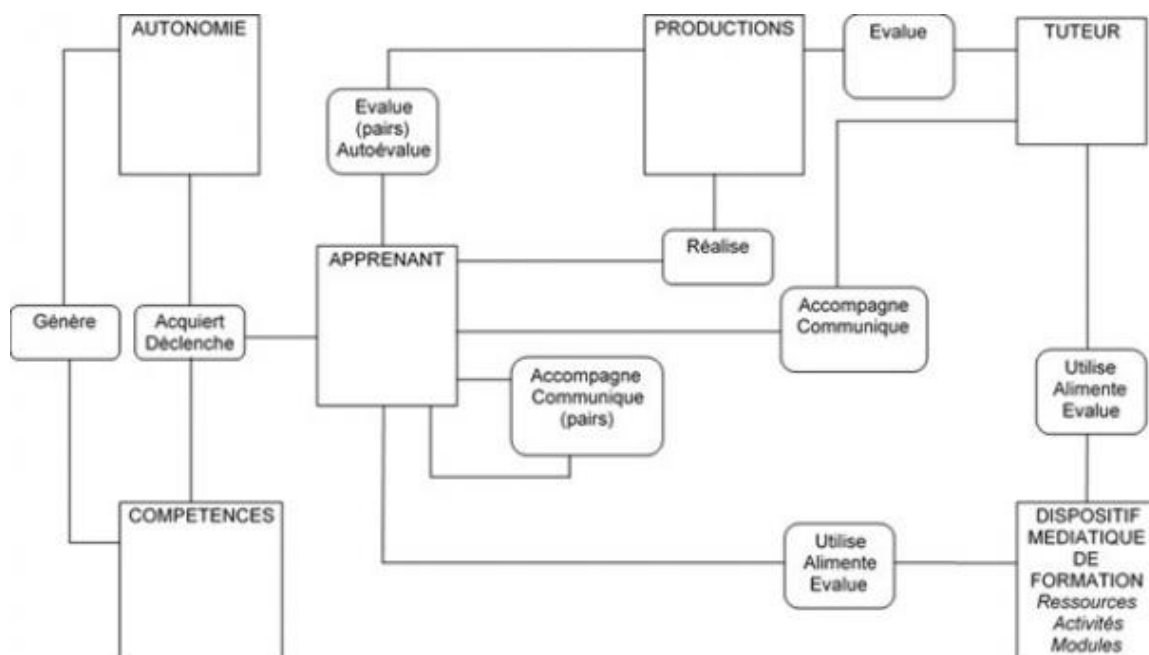 AUTONOMIE
PRODUCTIONS
Evalue
TUTEUR
Evalue
(pairs)
Autoévalue
Réalise
APPRENANT
Génère
Acquiert
Déclenche
Accompagne
Communique
Accompagne
Communique
(pairs)
Utilise
Alimente
Evalue
COMPETENCES
Utilise
Alimente
Evalue
DISPOSITIF
MEDIATIQUE
DE
FORMATION
Ressources
Activités
Modules